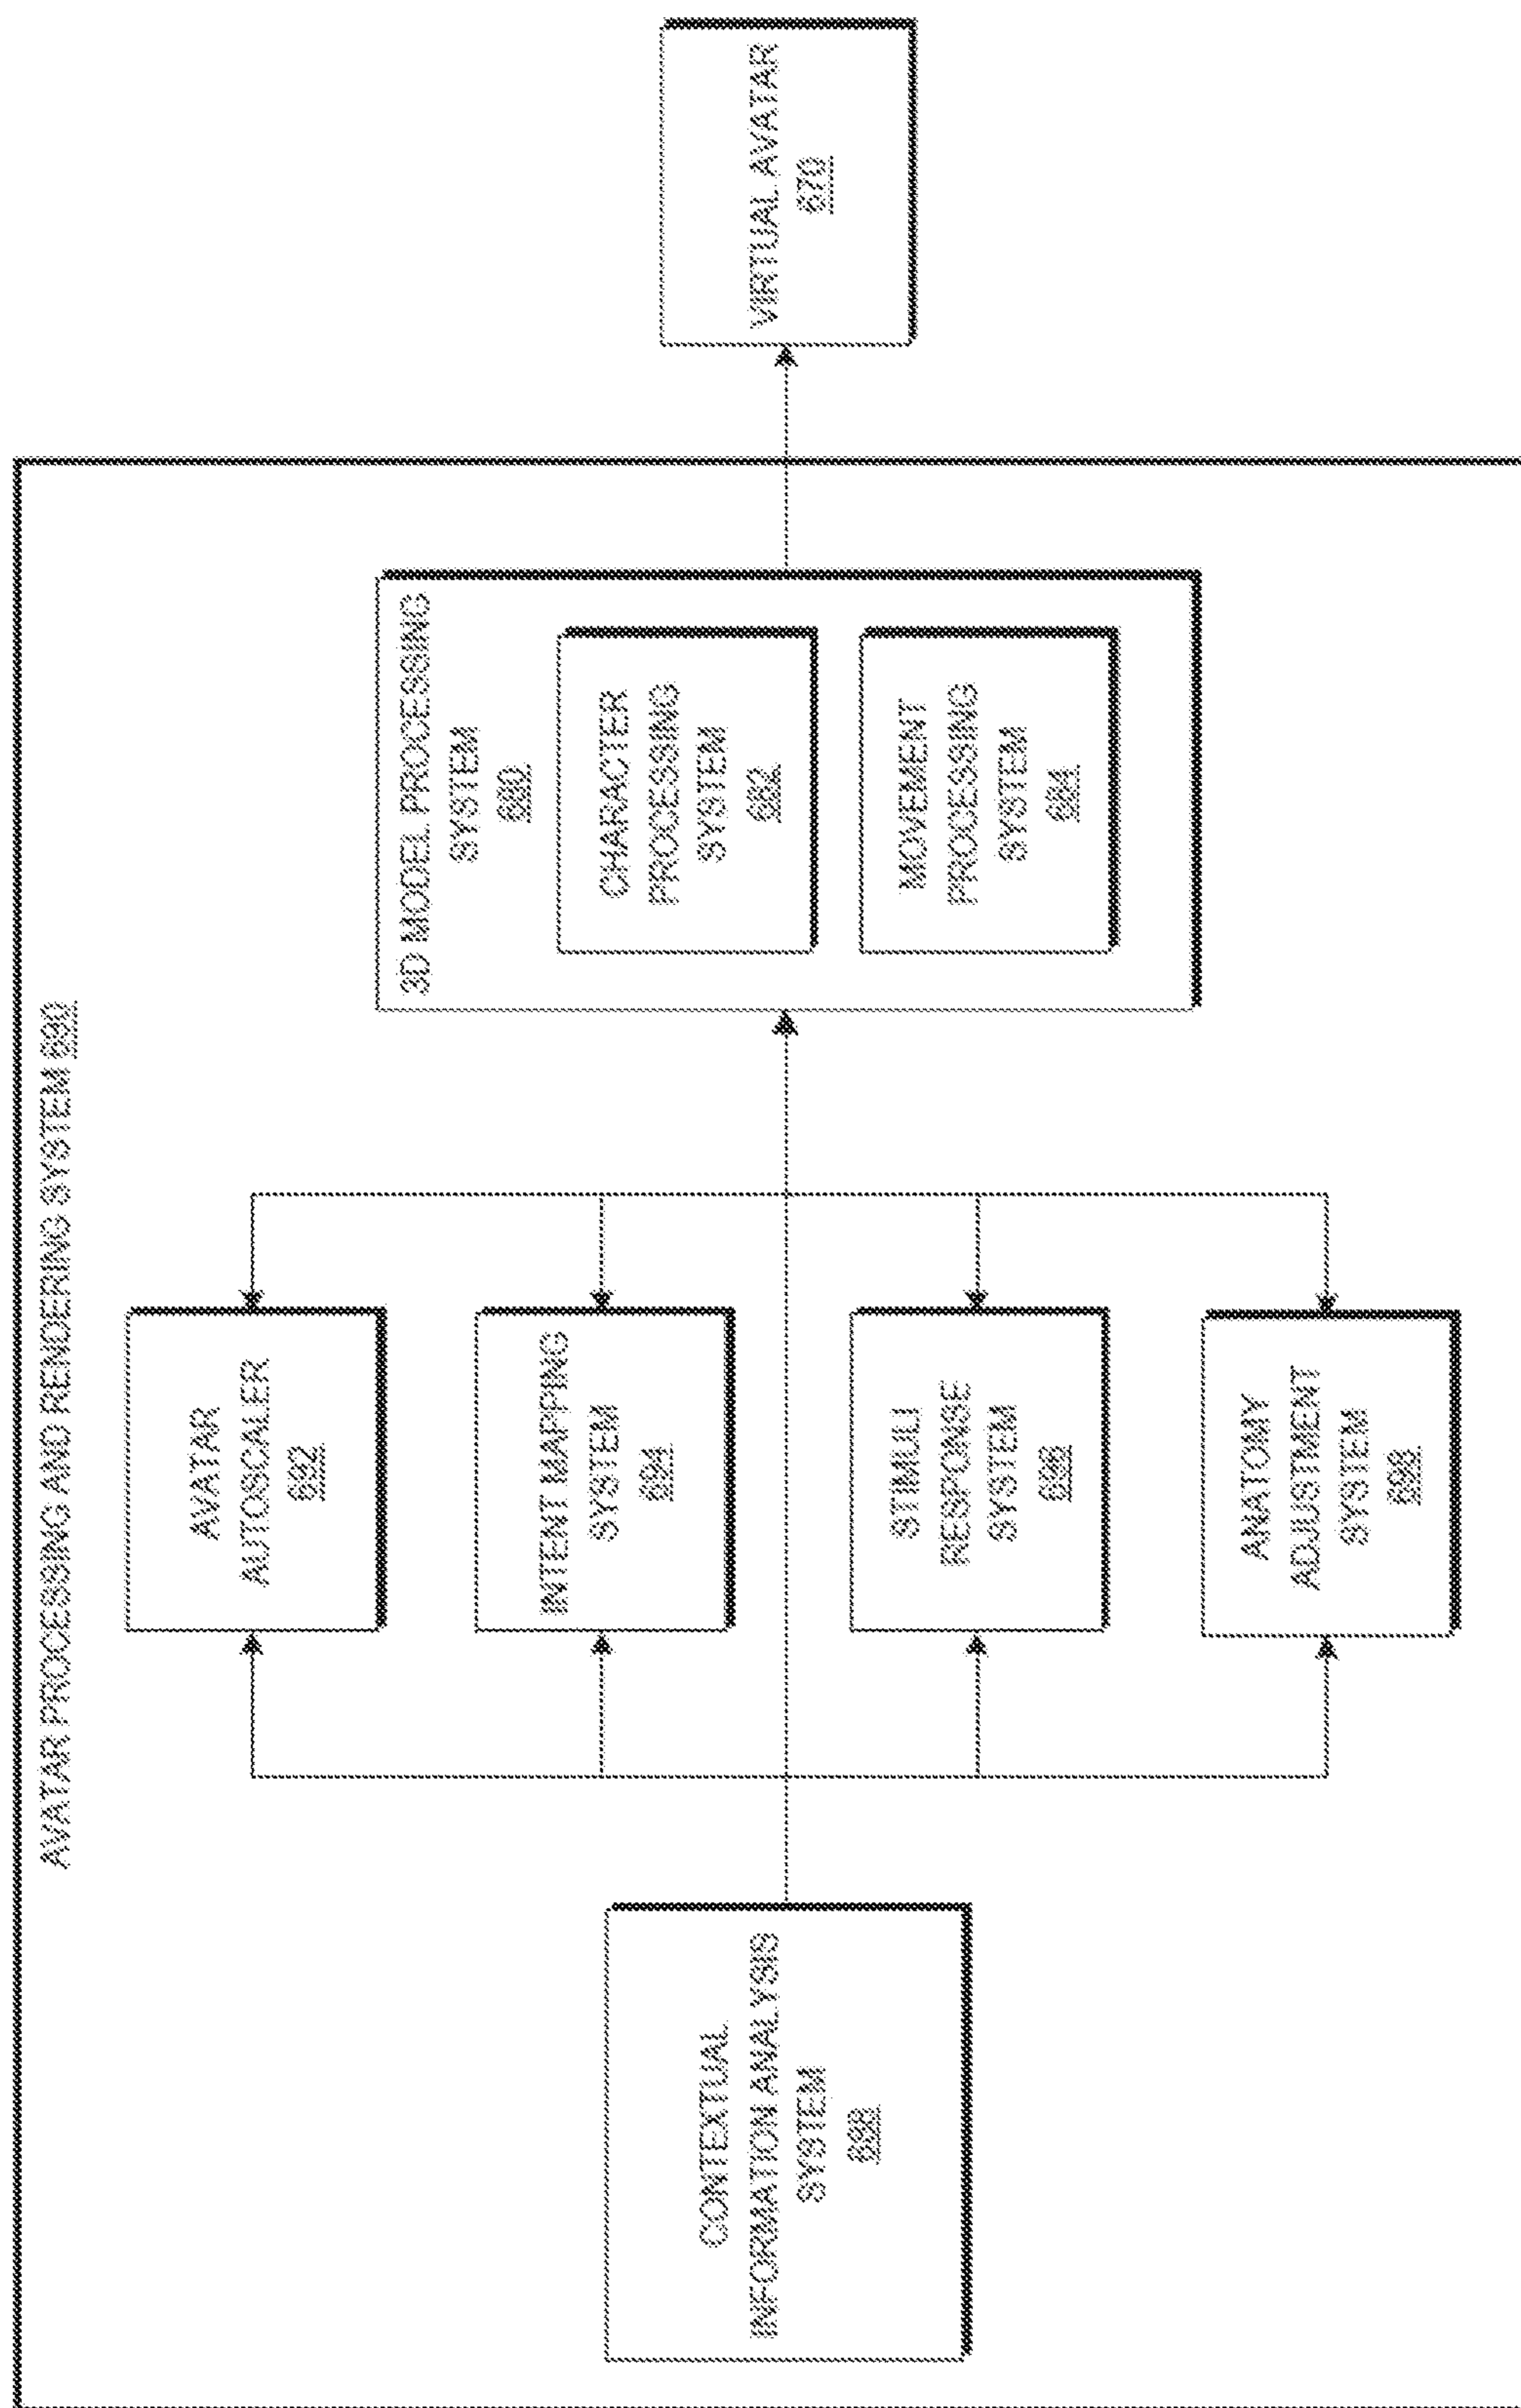 AVATAR PROCESSING AND RENDERING SYSTEM 690
CONTEXTUAL
INFORMATION ANALYSIS
SYSTEM
688
AVATAR
AUTOSCALER
692
INTENT MAPPING
SYSTEM
694
STIMULI
RESPONSE
SYSTEM
696
ANATOMY
ADJUSTMENT
SYSTEM
698
3D MODEL PROCESSING
SYSTEM
680
CHARACTER
PROCESSING
SYSTEM
682
MOVEMENT
PROCESSING
SYSTEM
684
VIRTUAL AVATAR
670